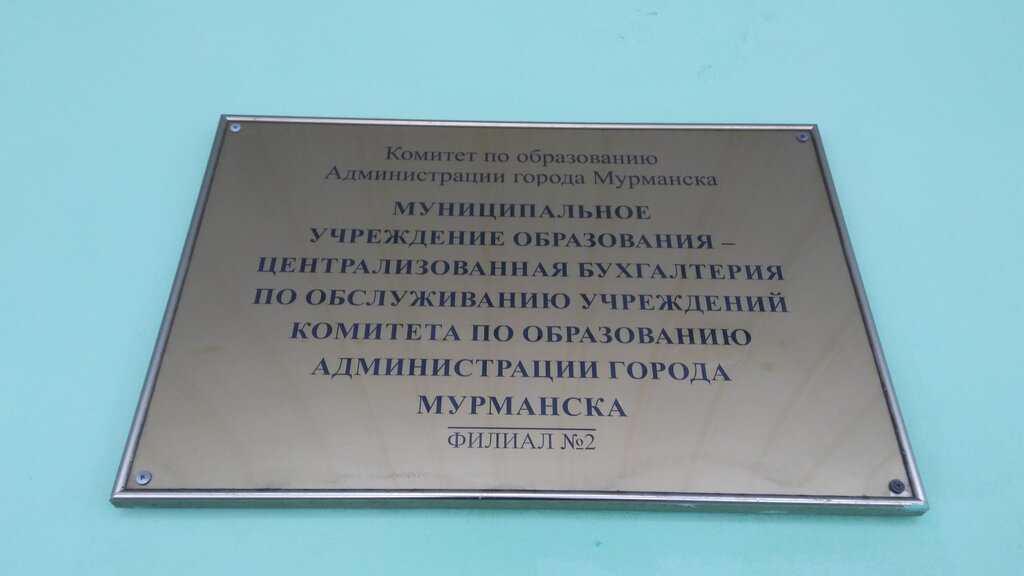 Комитет по образованию
Администрации города Мурманска
МУНИЦИПАЛЬНОЕ
УЧРЕЖДЕНИЕ ОБРАЗОВАНИЯ –
ЦЕНТРАЛИЗОВАННАЯ БУХГАЛТЕРИЯ
ПО ОБСЛУЖИВАНИЮ УЧРЕЖДЕНИЙ
КОМИТЕТА ПО ОБРАЗОВАНИЮ
АДМИНИСТРАЦИИ ГОРОДА
МУРМАНСКА
ФИЛИАЛ №2